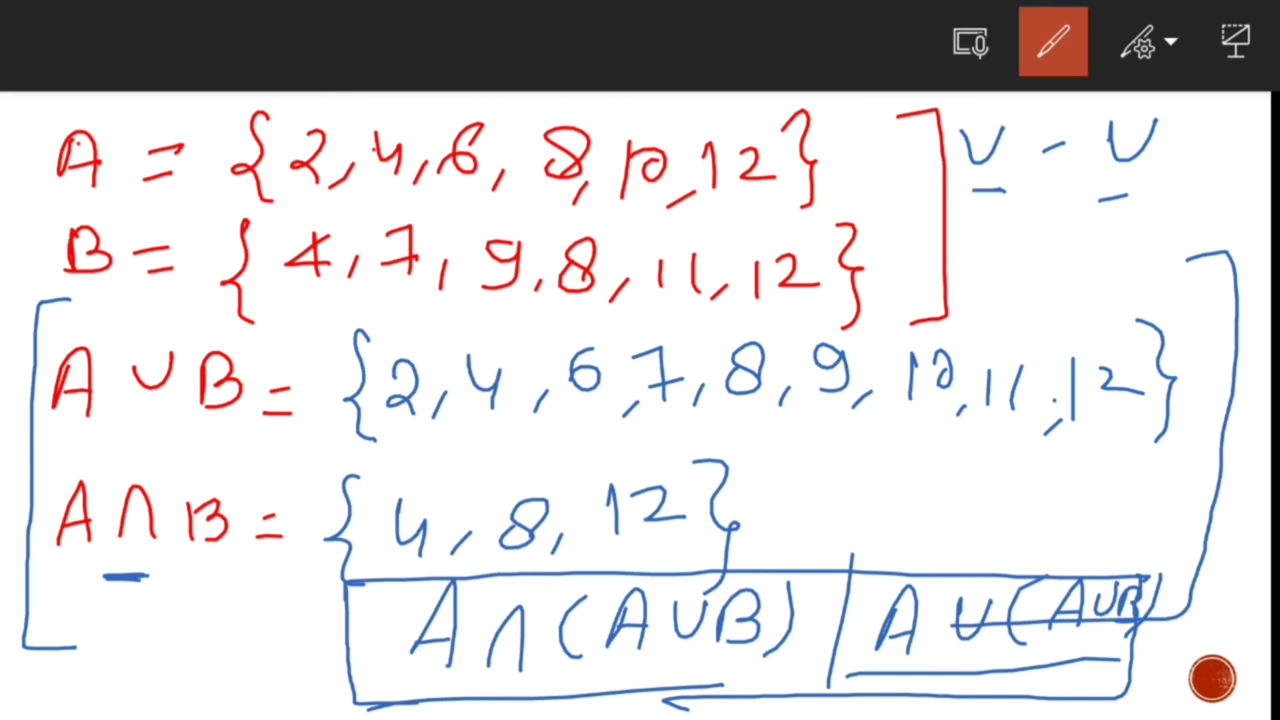 A = {2, 4, 6, 8, 10, 12} ] U - U
B = {4, 7, 9, 8, 11, 12}
A ∪ B = {2, 4, 6, 7, 8, 9, 10, 11, 12}
A ∩ B = {4, 8, 12}
A ∩ (A ∪ B) | A ∪ (A ∪ B)